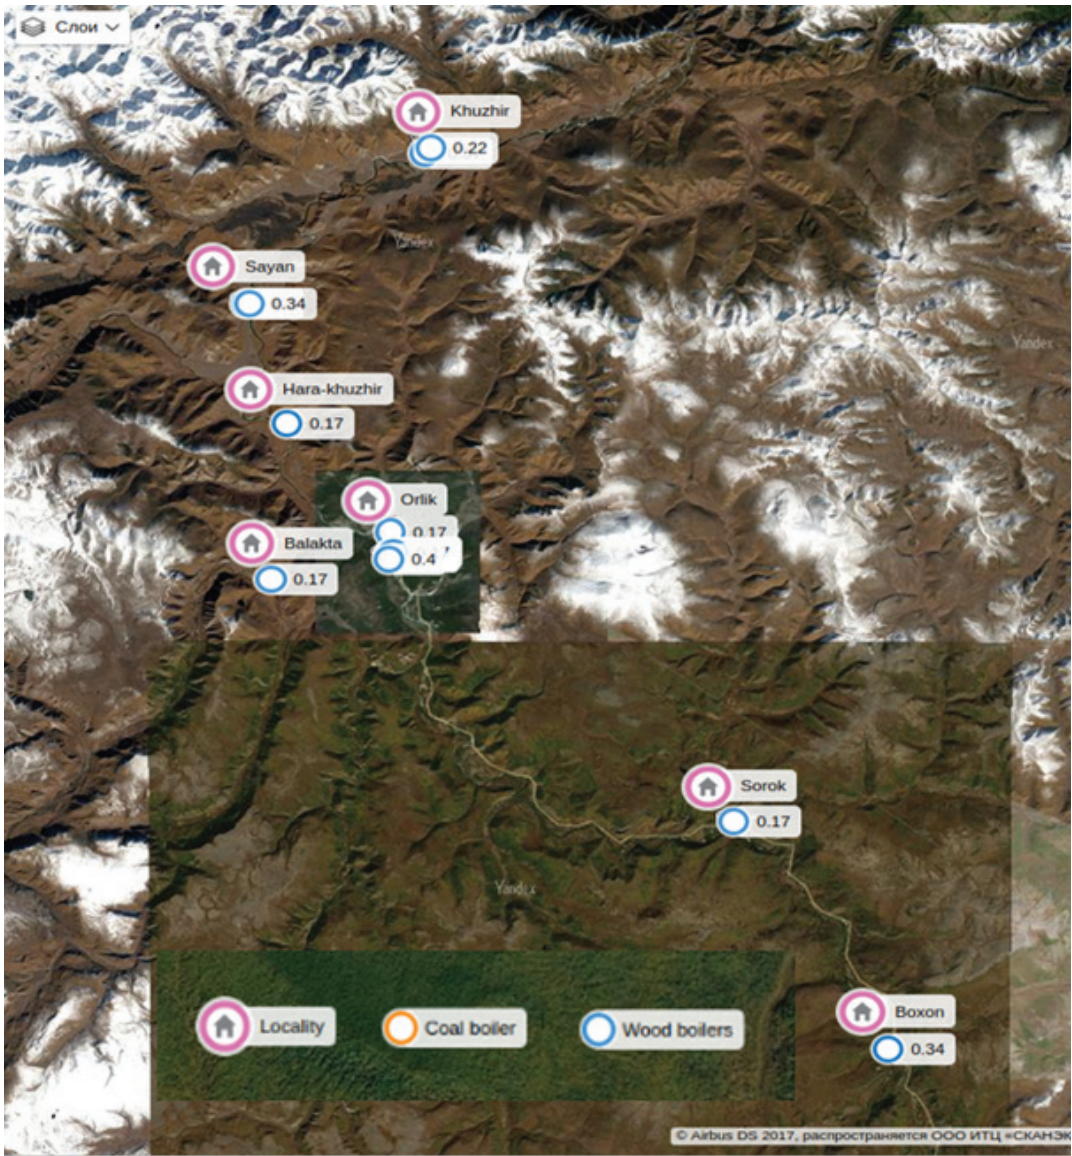 Слои
Khuzhir
0.22
Yandex
Sayan
0.34
Yandex
Hara-khuzhir
0.17
Orlik
0.17
Balakta
0.4
0.17
Sorok
0.17
Yandex
Boxon
Locality
Coal boiler
Wood boilers
0.34
© Airbus DS 2017, распространяется ООО ИТЦ «СКАНЭК